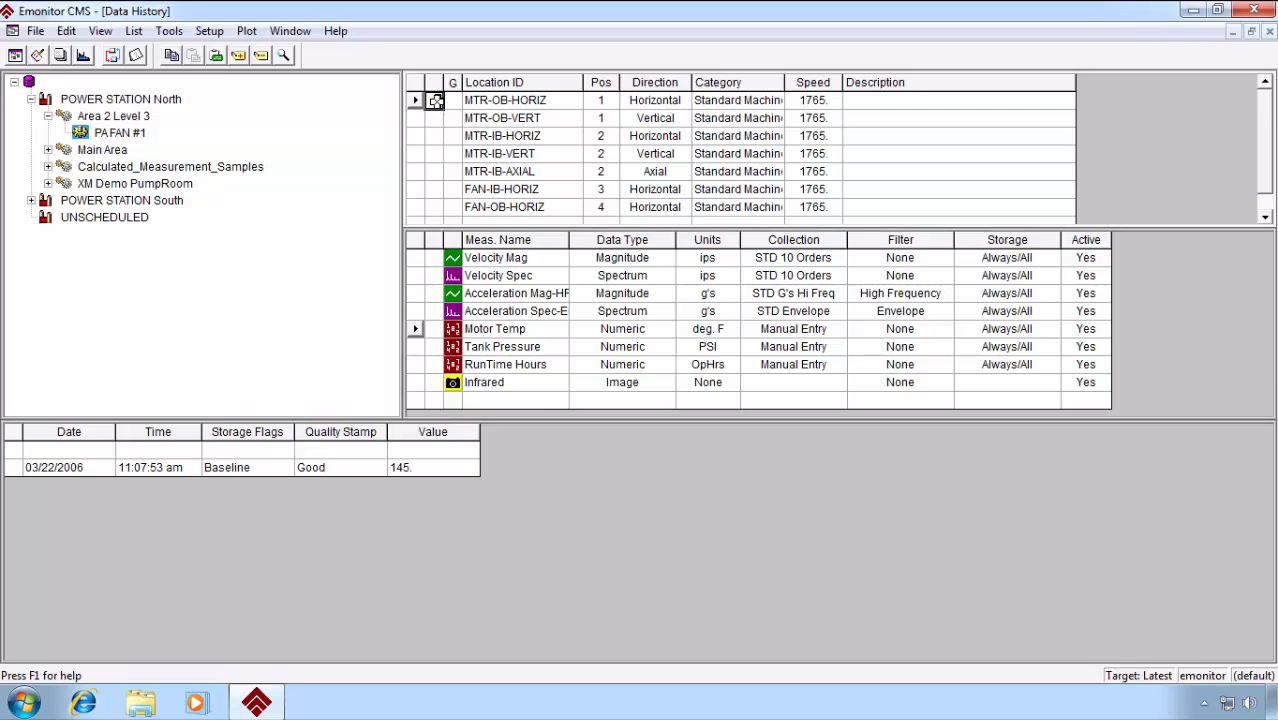 Emonitor CMS - [Data History]
File Edit View List Tools Setup Plot Window Help
POWER STATION North
Area 2 Level 3
PA FAN #1
Main Area
Calculated_Measurement_Samples
XM Demo PumpRoom
POWER STATION South
UNSCHEDULED
G Location ID Pos Direction Category Speed Description
MTR-OB-HORIZ 1 Horizontal Standard Machin 1765.
MTR-OB-VERT 1 Vertical Standard Machin 1765.
MTR-IB-HORIZ 2 Horizontal Standard Machin 1765.
MTR-IB-VERT 2 Vertical Standard Machin 1765.
MTR-IB-AXIAL 2 Axial Standard Machin 1765.
FAN-IB-HORIZ 3 Horizontal Standard Machin 1765.
FAN-OB-HORIZ 4 Horizontal Standard Machin 1765.
Meas. Name Data Type Units Collection Filter Storage Active
Velocity Mag Magnitude ips STD 10 Orders None Always/All Yes
Velocity Spec Spectrum ips STD 10 Orders None Always/All Yes
Acceleration Mag-HF Magnitude g's STD G's Hi Freq High Frequency Always/All Yes
Acceleration Spec-E Spectrum g's STD Envelope Envelope Always/All Yes
Motor Temp Numeric deg. F Manual Entry None Always/All Yes
Tank Pressure Numeric PSI Manual Entry None Always/All Yes
RunTime Hours Numeric OpHrs Manual Entry None Always/All Yes
Infrared Image None None Yes
Date Time Storage Flags Quality Stamp Value
03/22/2006 11:07:53 am Baseline Good 145.
Press F1 for help
Target: Latest emonitor (default)